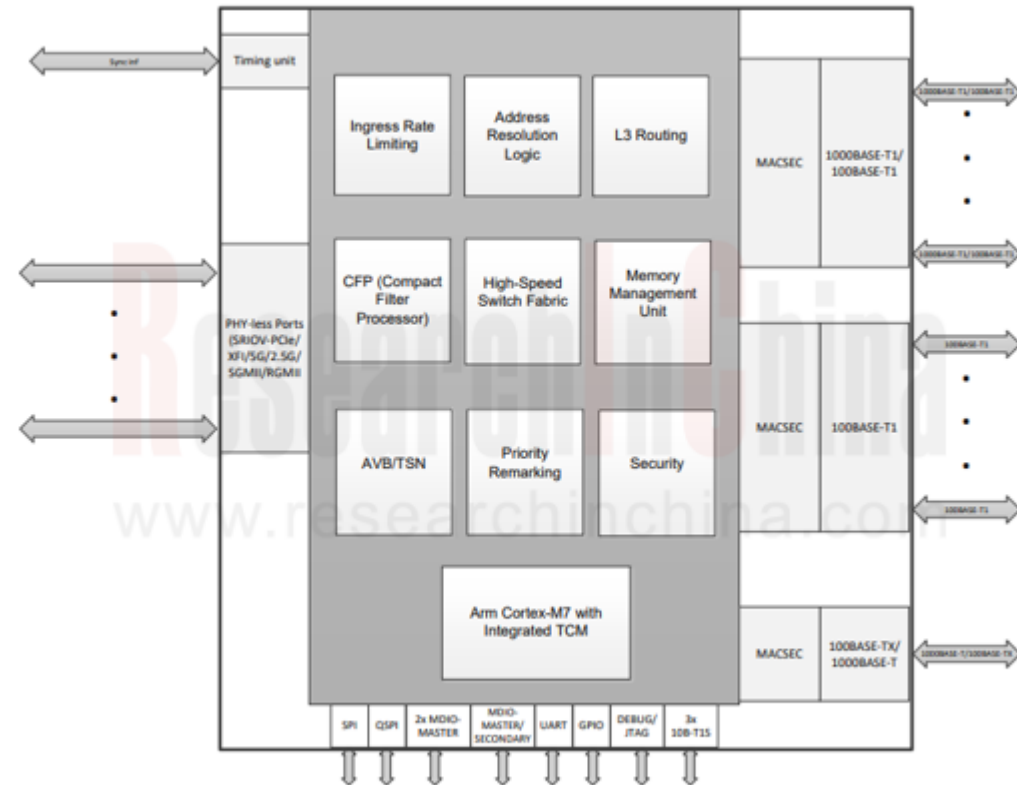 Sync Inf
Timing unit
Ingress Rate
Limiting
Address
Resolution
Logic
L3 Routing
MACSEC
1000BASE-T1/
100BASE-T1
1000BASE-T1/100BASE-T1
1000BASE-T1/100BASE-T1
PHY-less Ports
(SRIOV-PCIe/
XFI/5G/2.5G/
SGMII/RGMII
CFP (Compact
Filter
Processor)
High-Speed
Switch Fabric
Memory
Management
Unit
ResearchInChina
MACSEC
100BASE-T1
100BASE-T1
100BASE-T1
AVB/TSN
Priority
Remarking
Security
www.researchinchina.com
Arm Cortex-M7 with
Integrated TCM
MACSEC
100BASE-TX/
1000BASE-T
1000BASE-T/100BASE-TX
SPI
QSPI
2x MDIO-
MASTER
MDIO-
MASTER/
SECONDARY
UART
GPIO
DEBUG/
JTAG
3x
10B-T1S